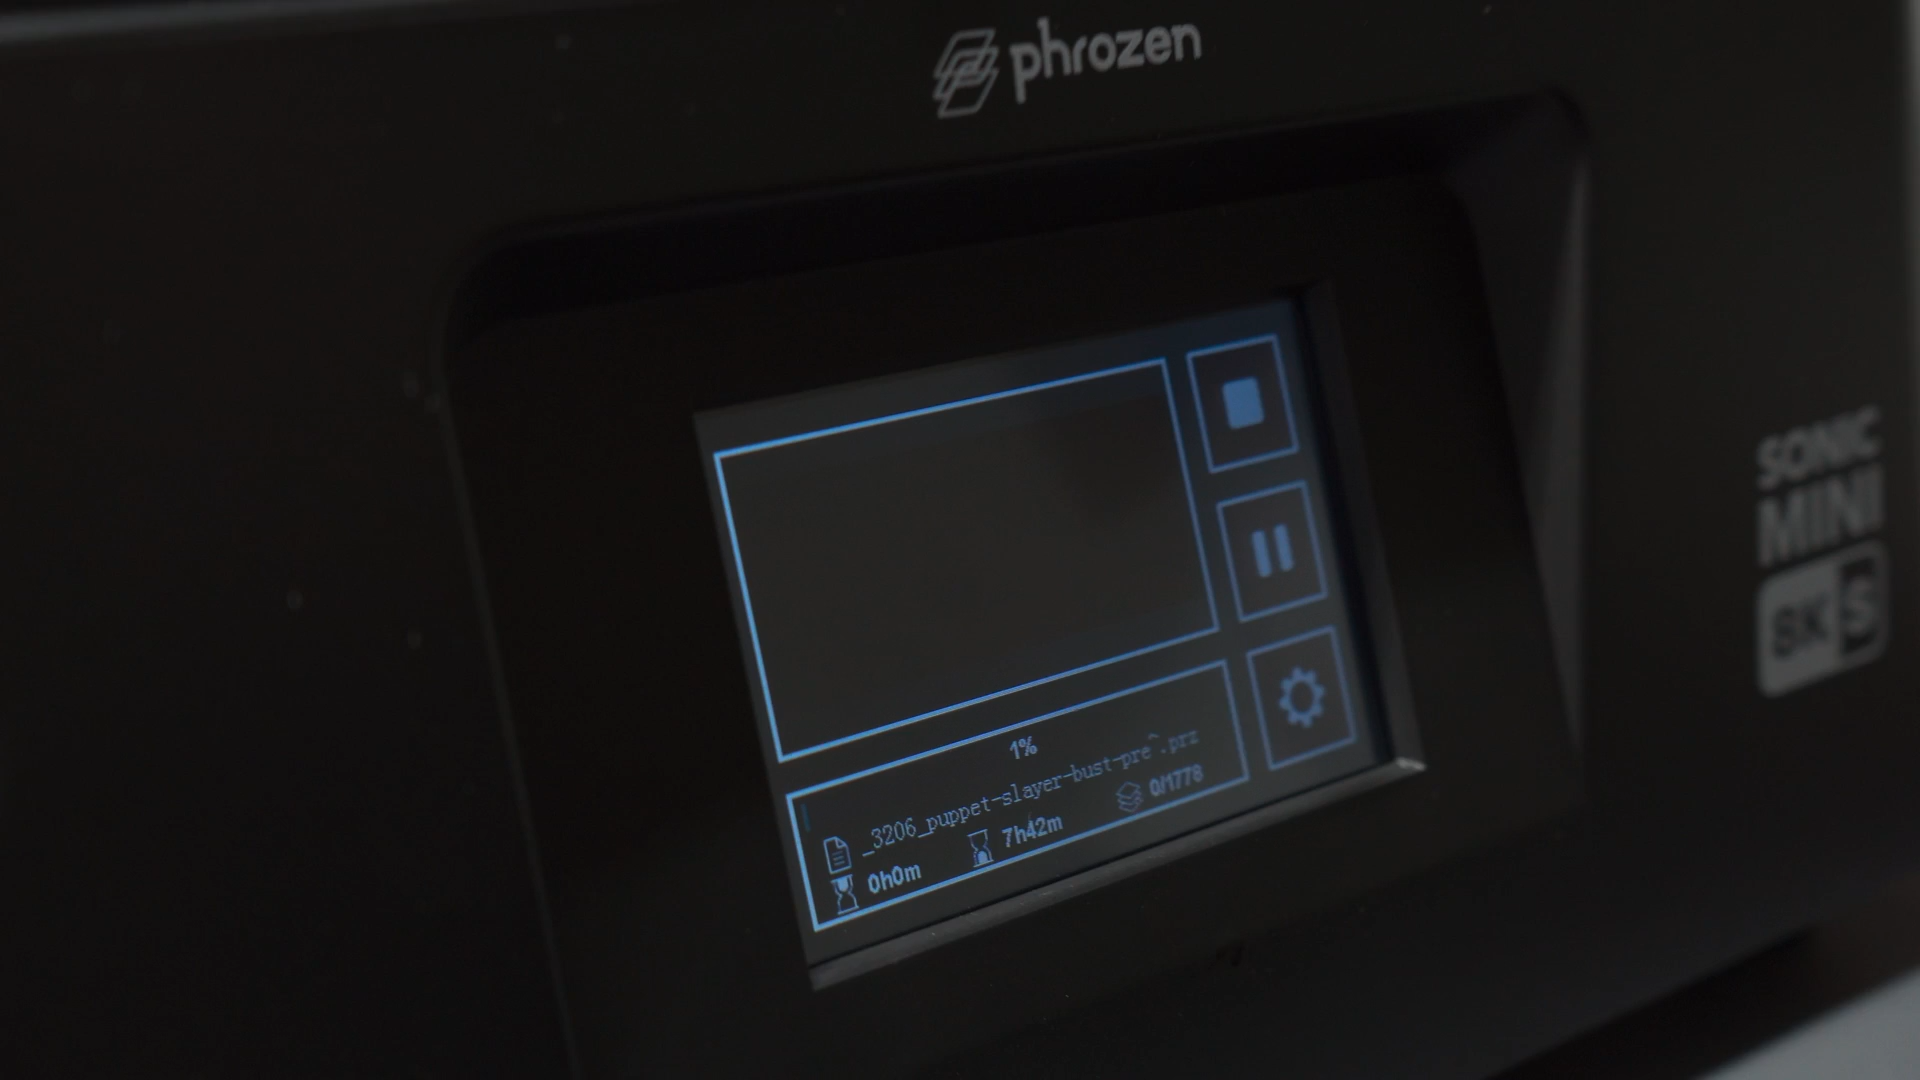 phrozen
SONIC
MINI
8K S
1%
_3206_puppet-slayer-bust-pre~.prz
0h0m
7h42m
0/1778